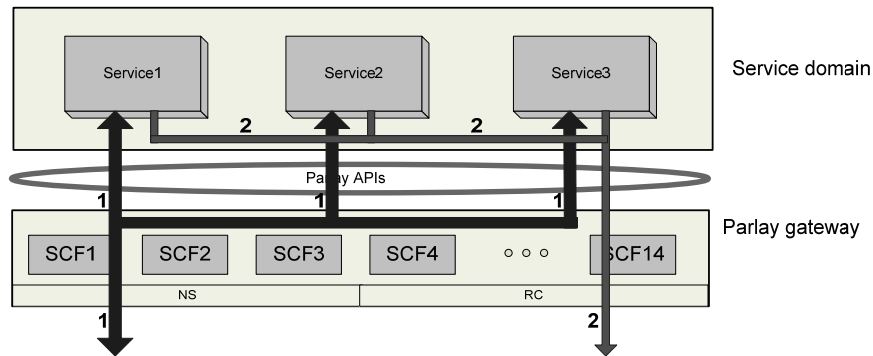 Service1
Service2
Service3
Service domain
2
2
Parlay APIs
1
1
1
Parlay gateway
SCF1
SCF2
SCF3
SCF4
SCF14
NS
RC
1
2